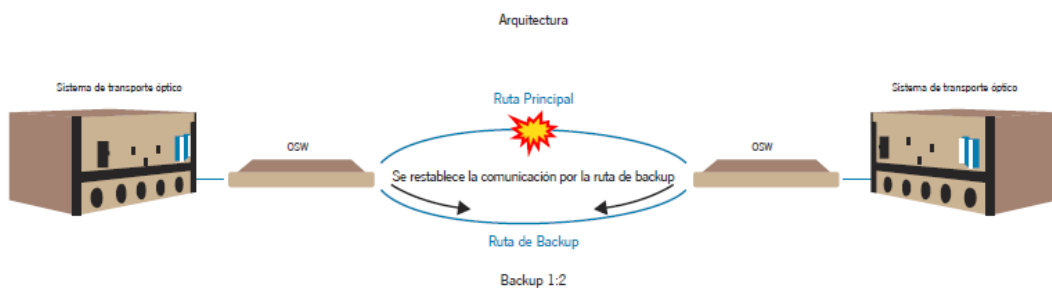 Arquitectura
Sistema de transporte óptico
Sistema de transporte óptico
Ruta Principal
OSW
OSW
Se restablece la comunicación por la ruta de backup
Ruta de Backup
Backup 1:2